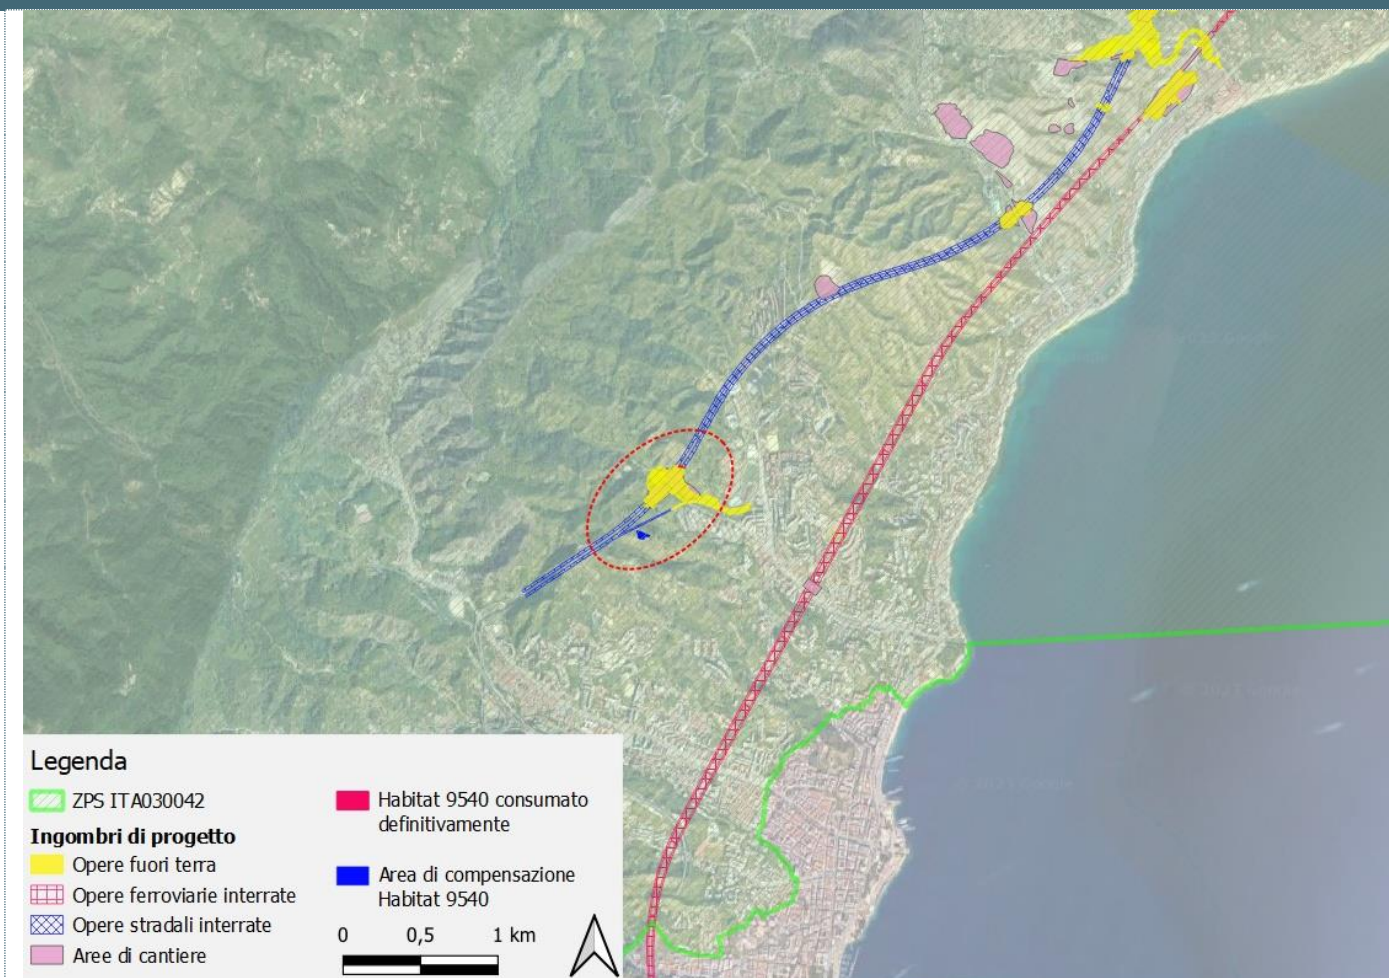 Legenda
ZPS ITA030042
Ingombri di progetto
Opere fuori terra
Opere ferroviarie interrate
Opere stradali interrate
Aree di cantiere
Habitat 9540 consumato
definitivamente
Area di compensazione
Habitat 9540
0 0,5 1 km